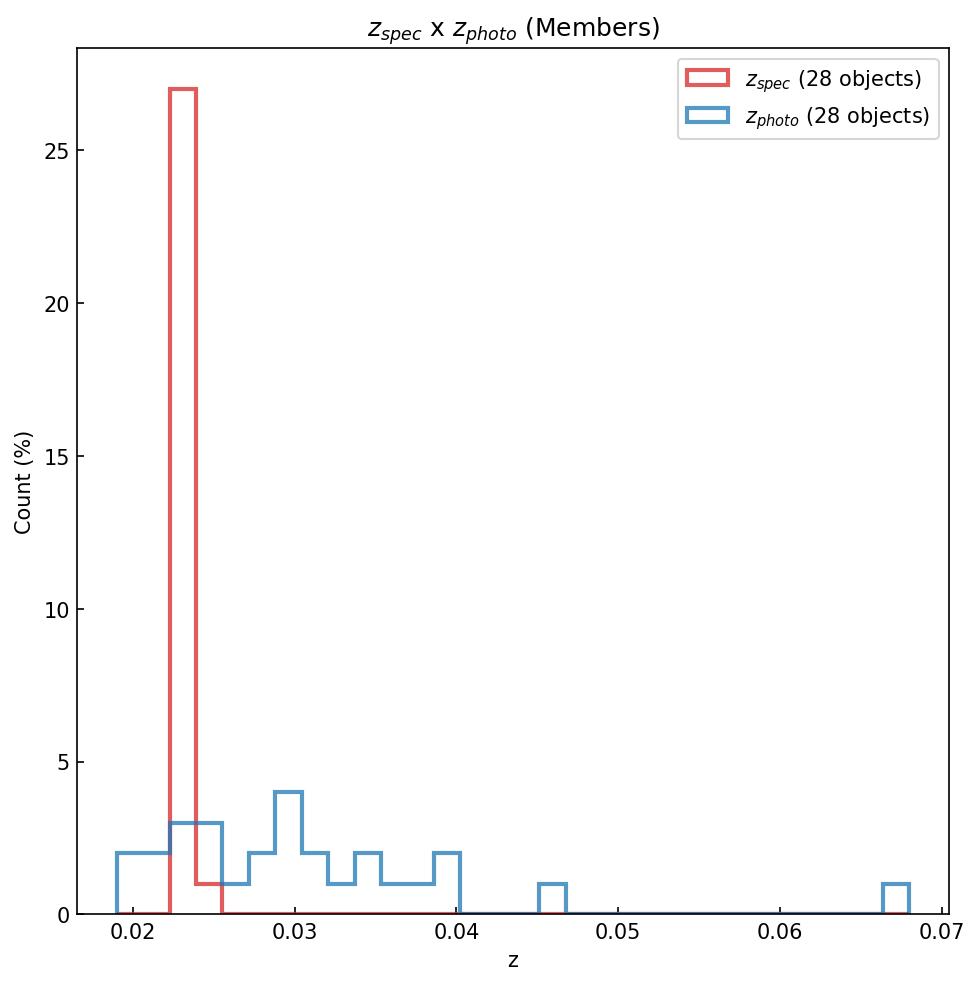 z_spec x z_photo (Members)
z_spec (28 objects)
z_photo (28 objects)
Count (%)
25
20
15
10
5
0
0.02 0.03 0.04 0.05 0.06 0.07
z